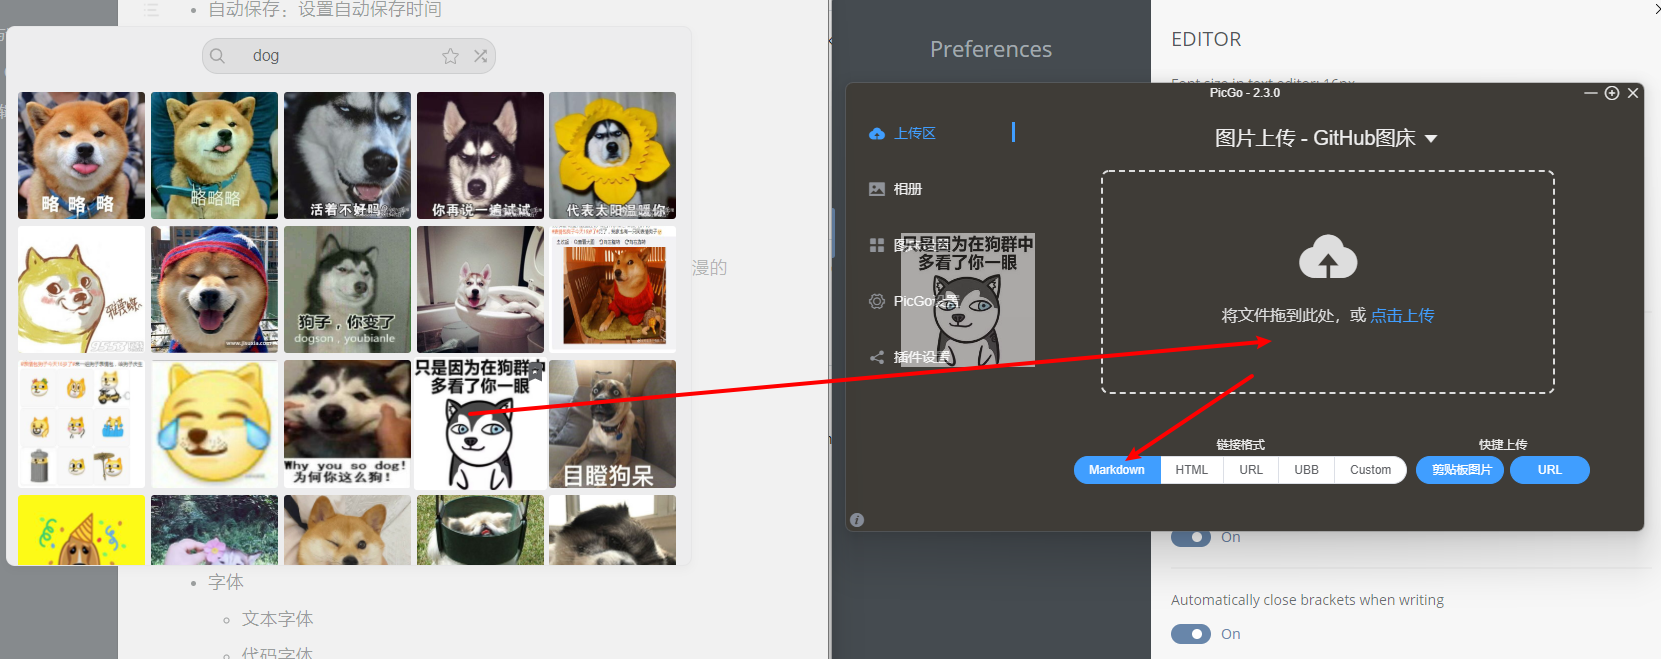 自动保存：设置自动保存时间
dog
略 略 略
略略略
活着不好吗
你再说一遍试试
代表太阳温暖你
狗子，你变了
dogson，youbianle
www.jiuxia.com
Why you so dog!
为何你这么狗！
只是因为在狗群中
多看了你一眼
目瞪狗呆
漫的
字体
文本字体
代码字体
Preferences
EDITOR
Font size in text editor: 16px
PicGo - 2.3.0
上传区
相册
PicGo设置
插件设置
只是因为在狗群中
多看了你一眼
图片上传 - GitHub图床
将文件拖到此处，或 点击上传
链接格式
快捷上传
Markdown
HTML
URL
UBB
Custom
剪贴板图片
URL
On
Automatically close brackets when writing
On